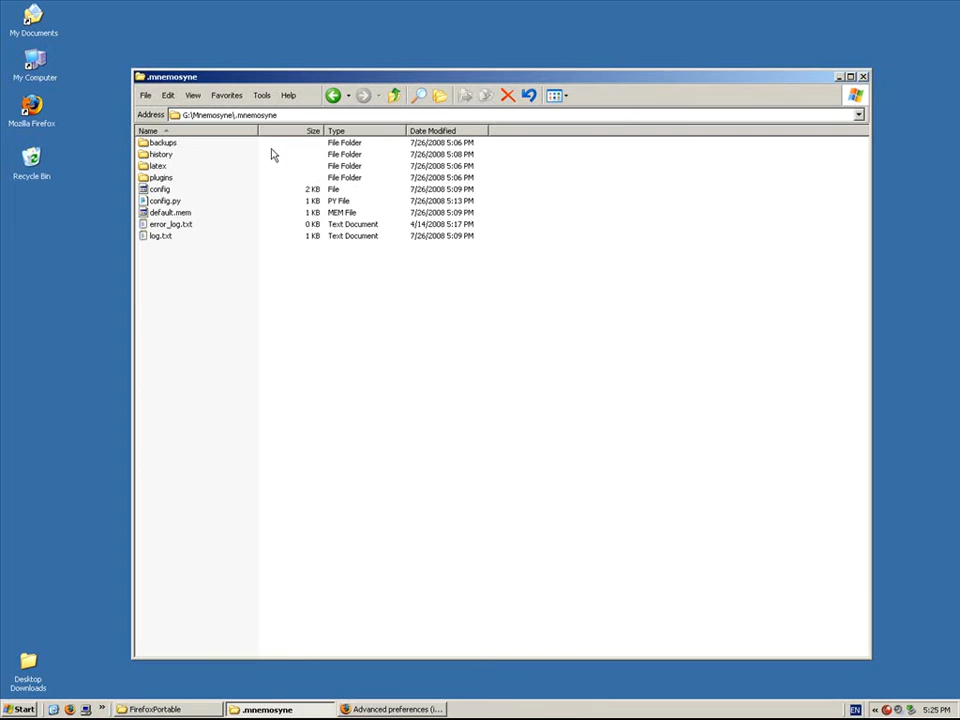 My Documents
My Computer
Mozilla Firefox
Recycle Bin
Desktop
Downloads
.mnemosyne
File Edit View Favorites Tools Help
Address G:\Mnemosyne\.mnemosyne
Name Size Type Date Modified
backups File Folder 7/26/2008 5:06 PM
history File Folder 7/26/2008 5:08 PM
latex File Folder 7/26/2008 5:06 PM
plugins File Folder 7/26/2008 5:06 PM
config 2 KB File 7/26/2008 5:09 PM
config.py 1 KB PY File 7/26/2008 5:13 PM
default.mem 1 KB MEM File 7/26/2008 5:09 PM
error_log.txt 0 KB Text Document 4/14/2008 5:17 PM
log.txt 1 KB Text Document 7/26/2008 5:09 PM
Start » FirefoxPortable .mnemosyne Advanced preferences (i... EN « 5:25 PM